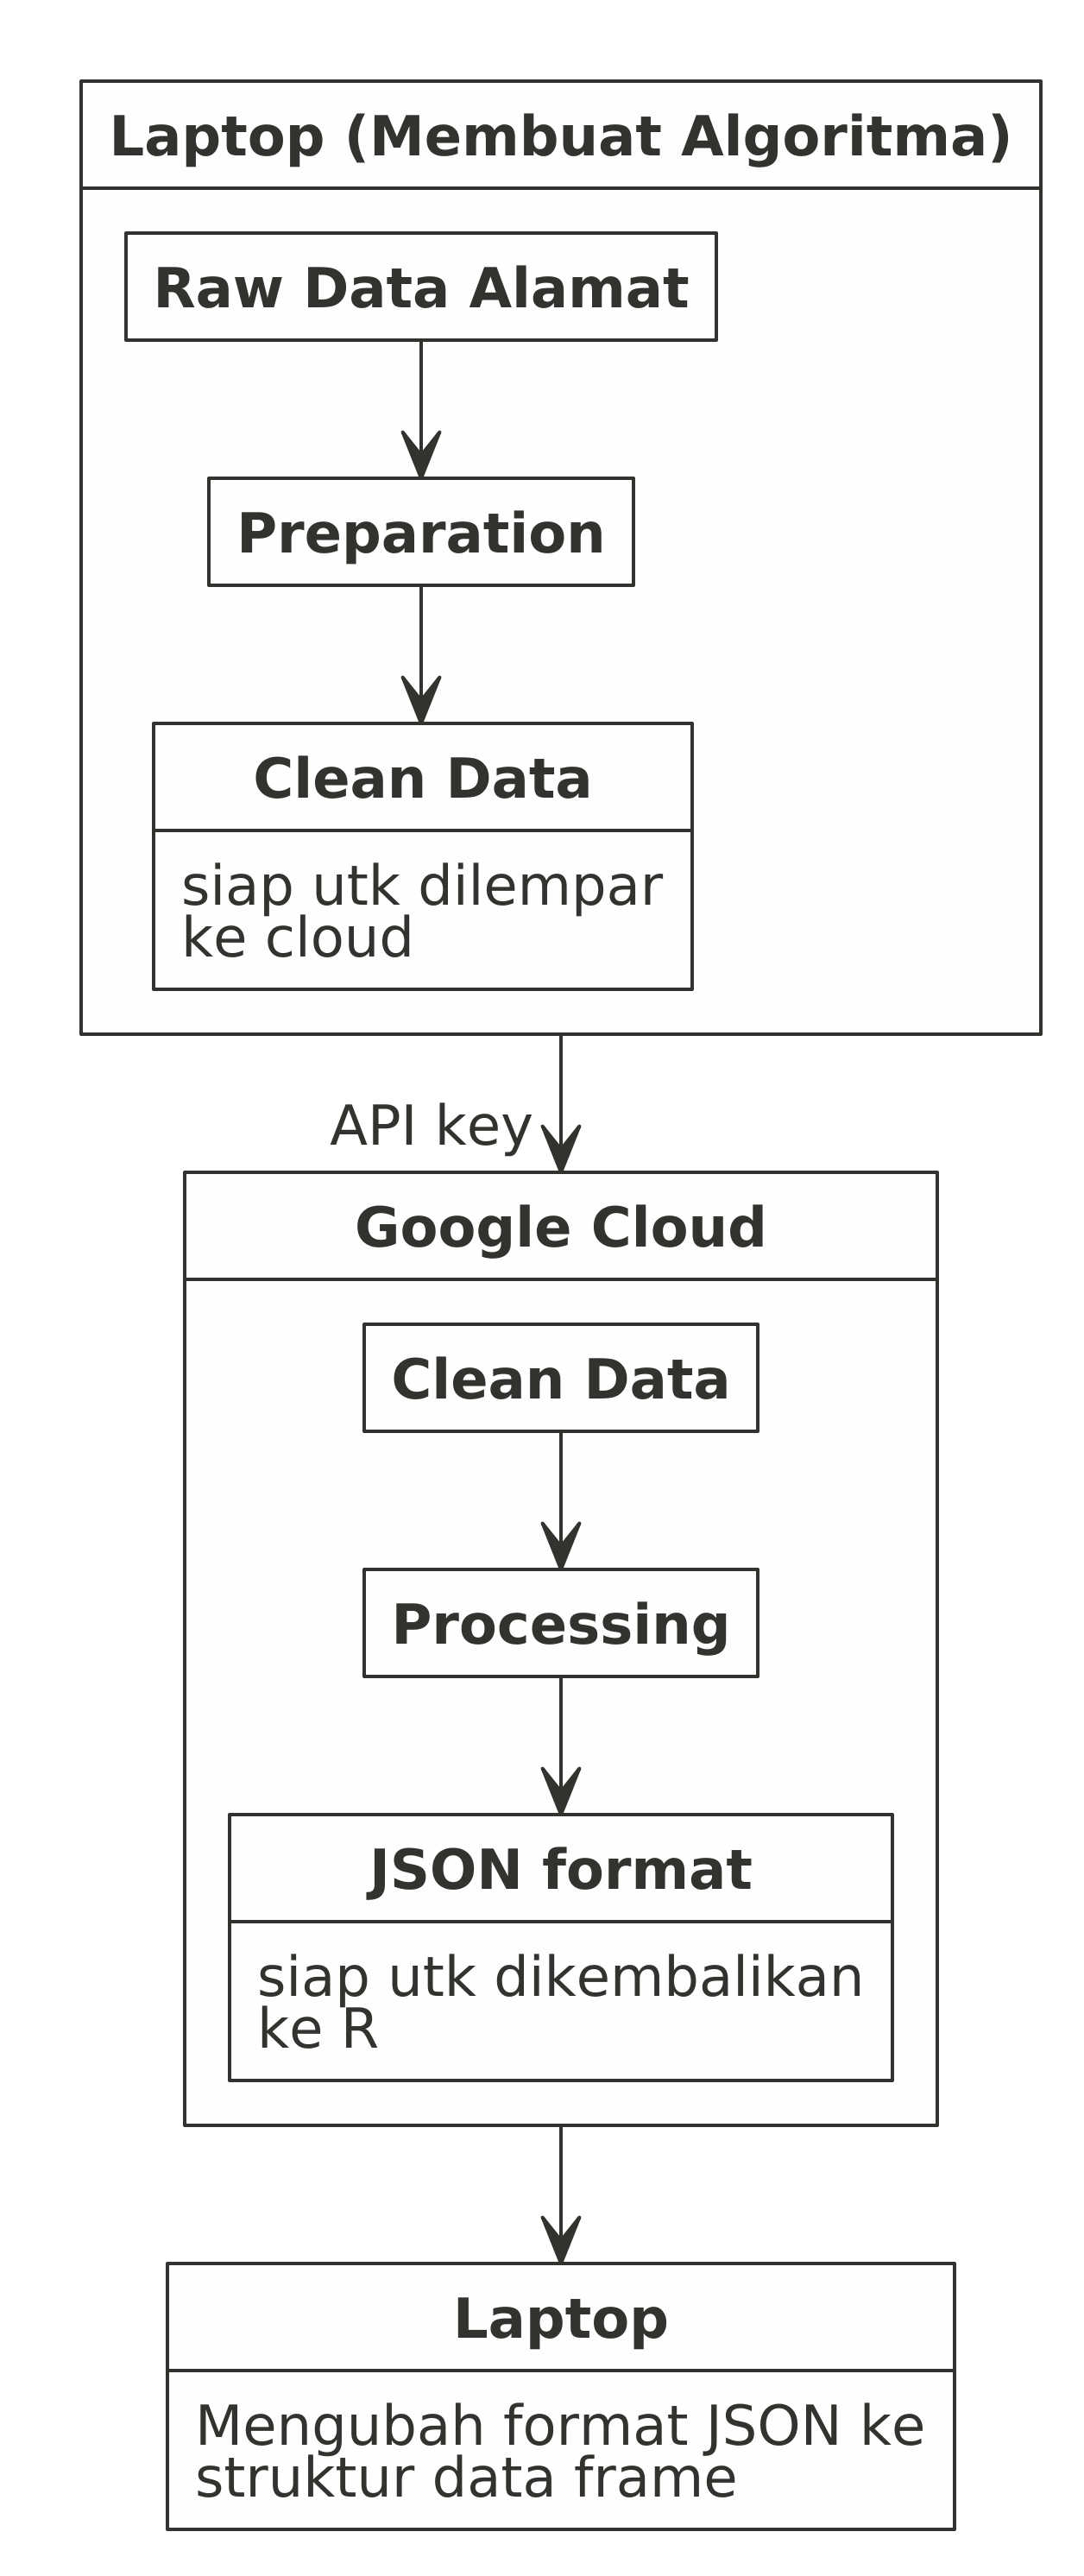 Laptop (Membuat Algoritma)
Raw Data Alamat
Preparation
Clean Data
siap utk dilempar
ke cloud
API key
Google Cloud
Clean Data
Processing
JSON format
siap utk dikembalikan
ke R
Laptop
Mengubah format JSON ke
struktur data frame